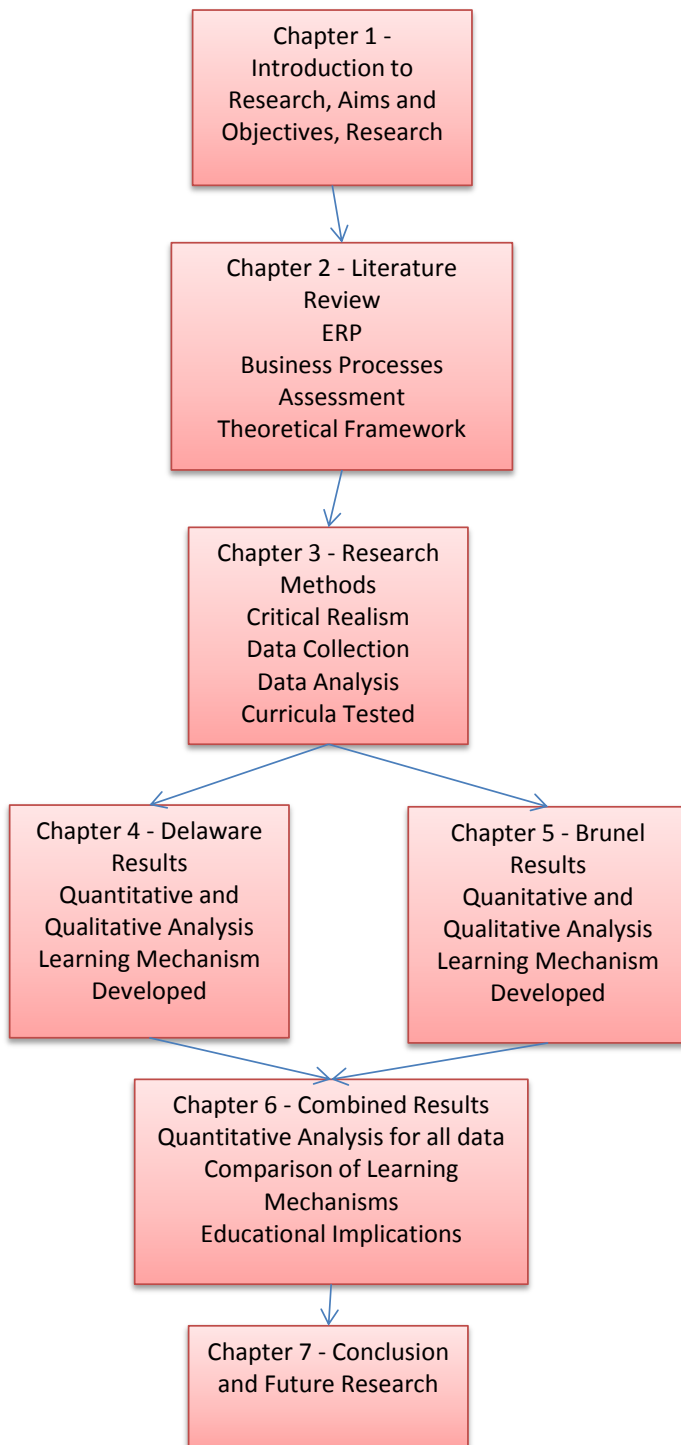 Chapter 1 -
Introduction to
Research, Aims and
Objectives, Research
Chapter 2 - Literature
Review
ERP
Business Processes
Assessment
Theoretical Framework
Chapter 3 - Research
Methods
Critical Realism
Data Collection
Data Analysis
Curricula Tested
Chapter 4 - Delaware
Results
Quantitative and
Qualitative Analysis
Learning Mechanism
Developed
Chapter 5 - Brunel
Results
Quanitative and
Qualitative Analysis
Learning Mechanism
Developed
Chapter 6 - Combined Results
Quantitative Analysis for all data
Comparison of Learning
Mechanisms
Educational Implications
Chapter 7 - Conclusion
and Future Research